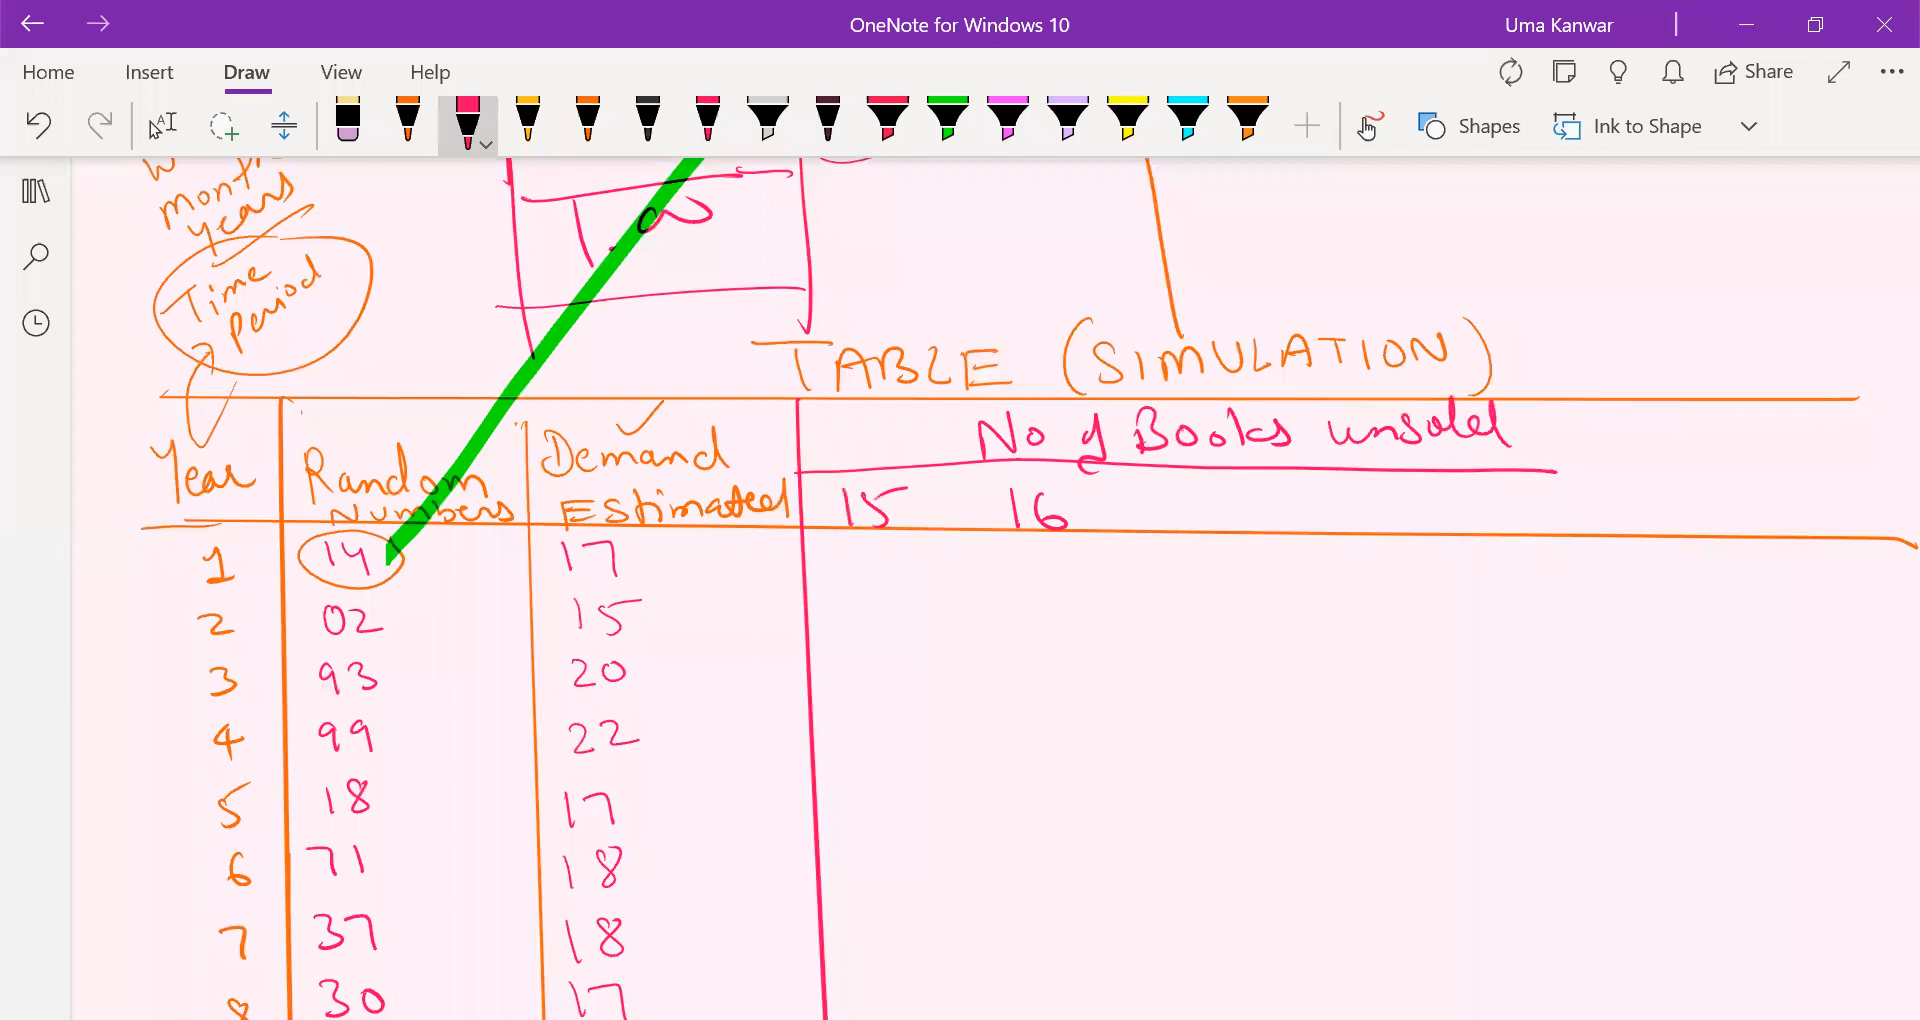 OneNote for Windows 10
Uma Kanwar
Home Insert Draw View Help
Share
Shapes
Ink to Shape
years
Time
period
TABLE (SIMULATION)
Year Random Numbers Demand Estimated No of Books unsold
15 16
1 14 17
2 02 15
3 93 20
4 99 22
5 18 17
6 71 18
7 37 18
8 30 17